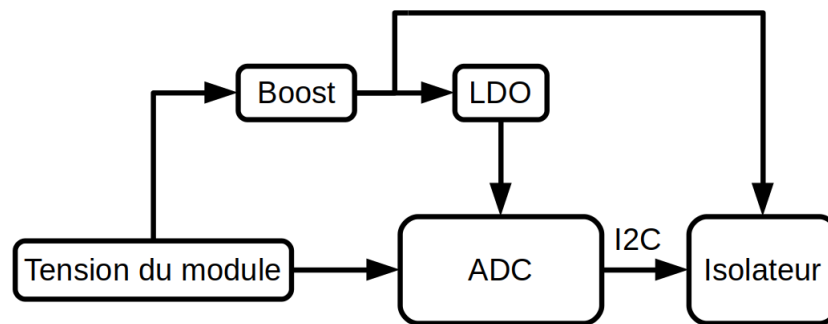 Boost
LDO
I2C
Tension du module
ADC
Isolateur